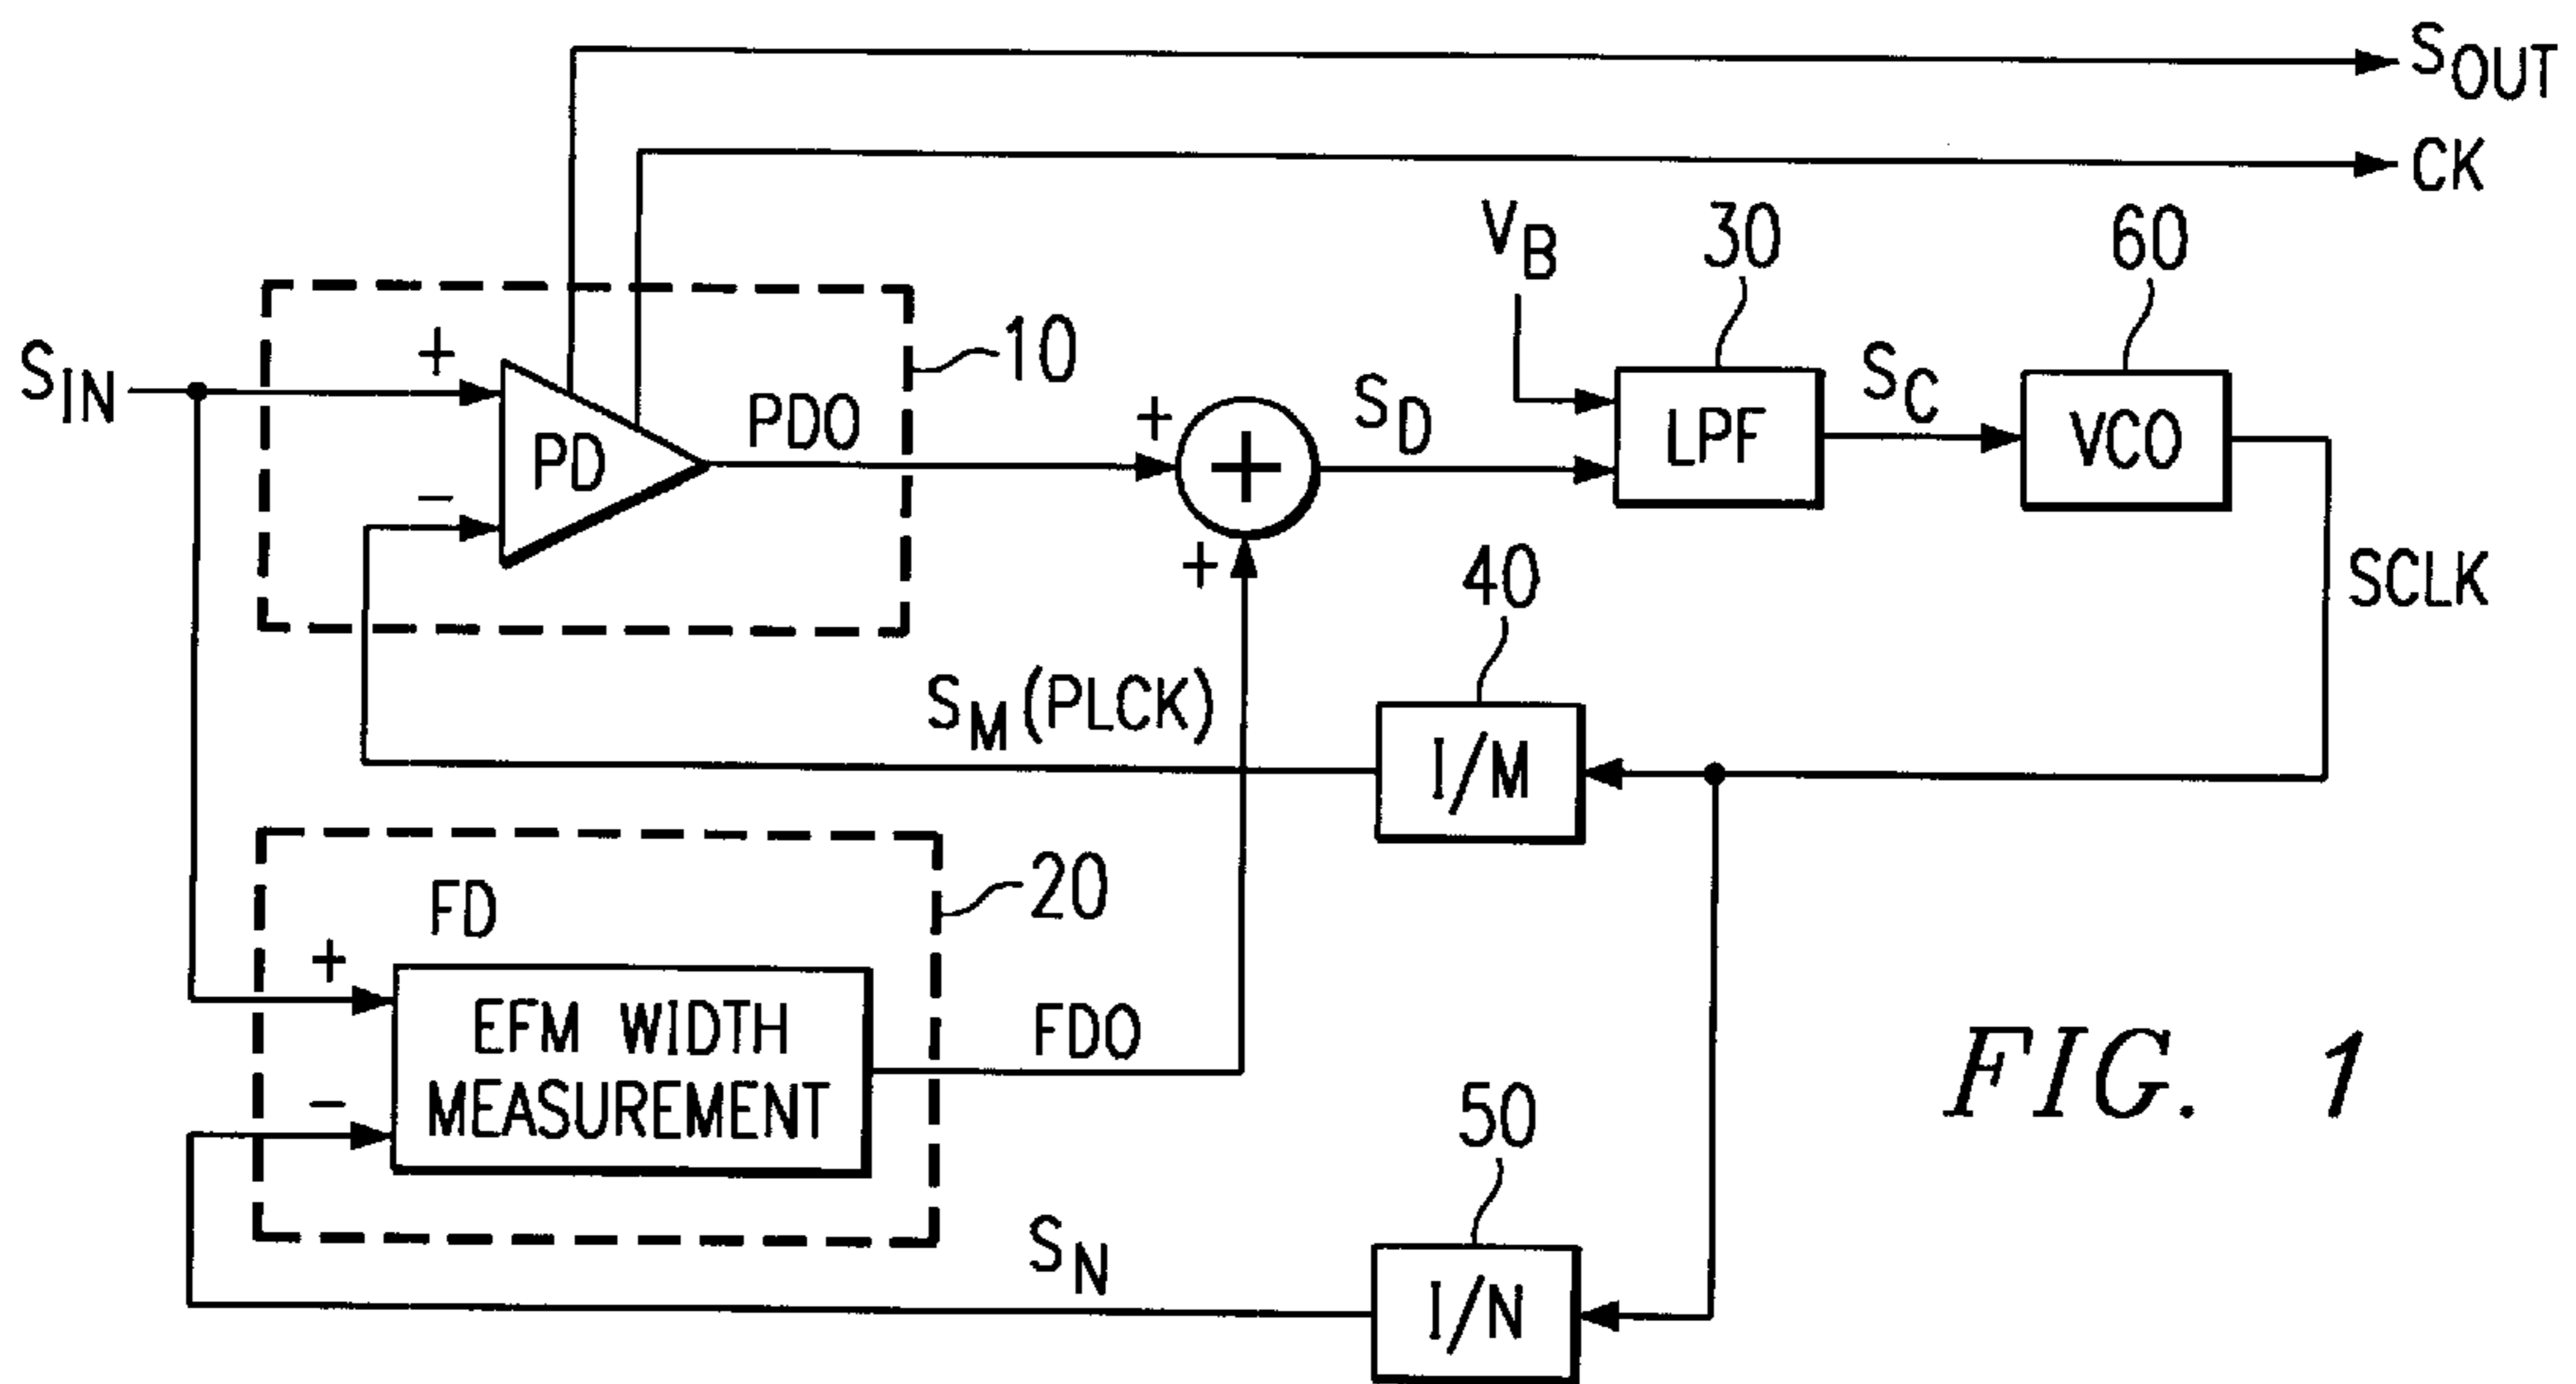 S_OUT
CK
V_B
30
60
10
S_IN
+
PD
PDO
-
+
+
+
S_D
LPF
S_C
VCO
SCLK
40
S_M (PLCK)
I/M
20
FD
+
EFM WIDTH
MEASUREMENT
-
FDO
50
S_N
I/N
FIG. 1